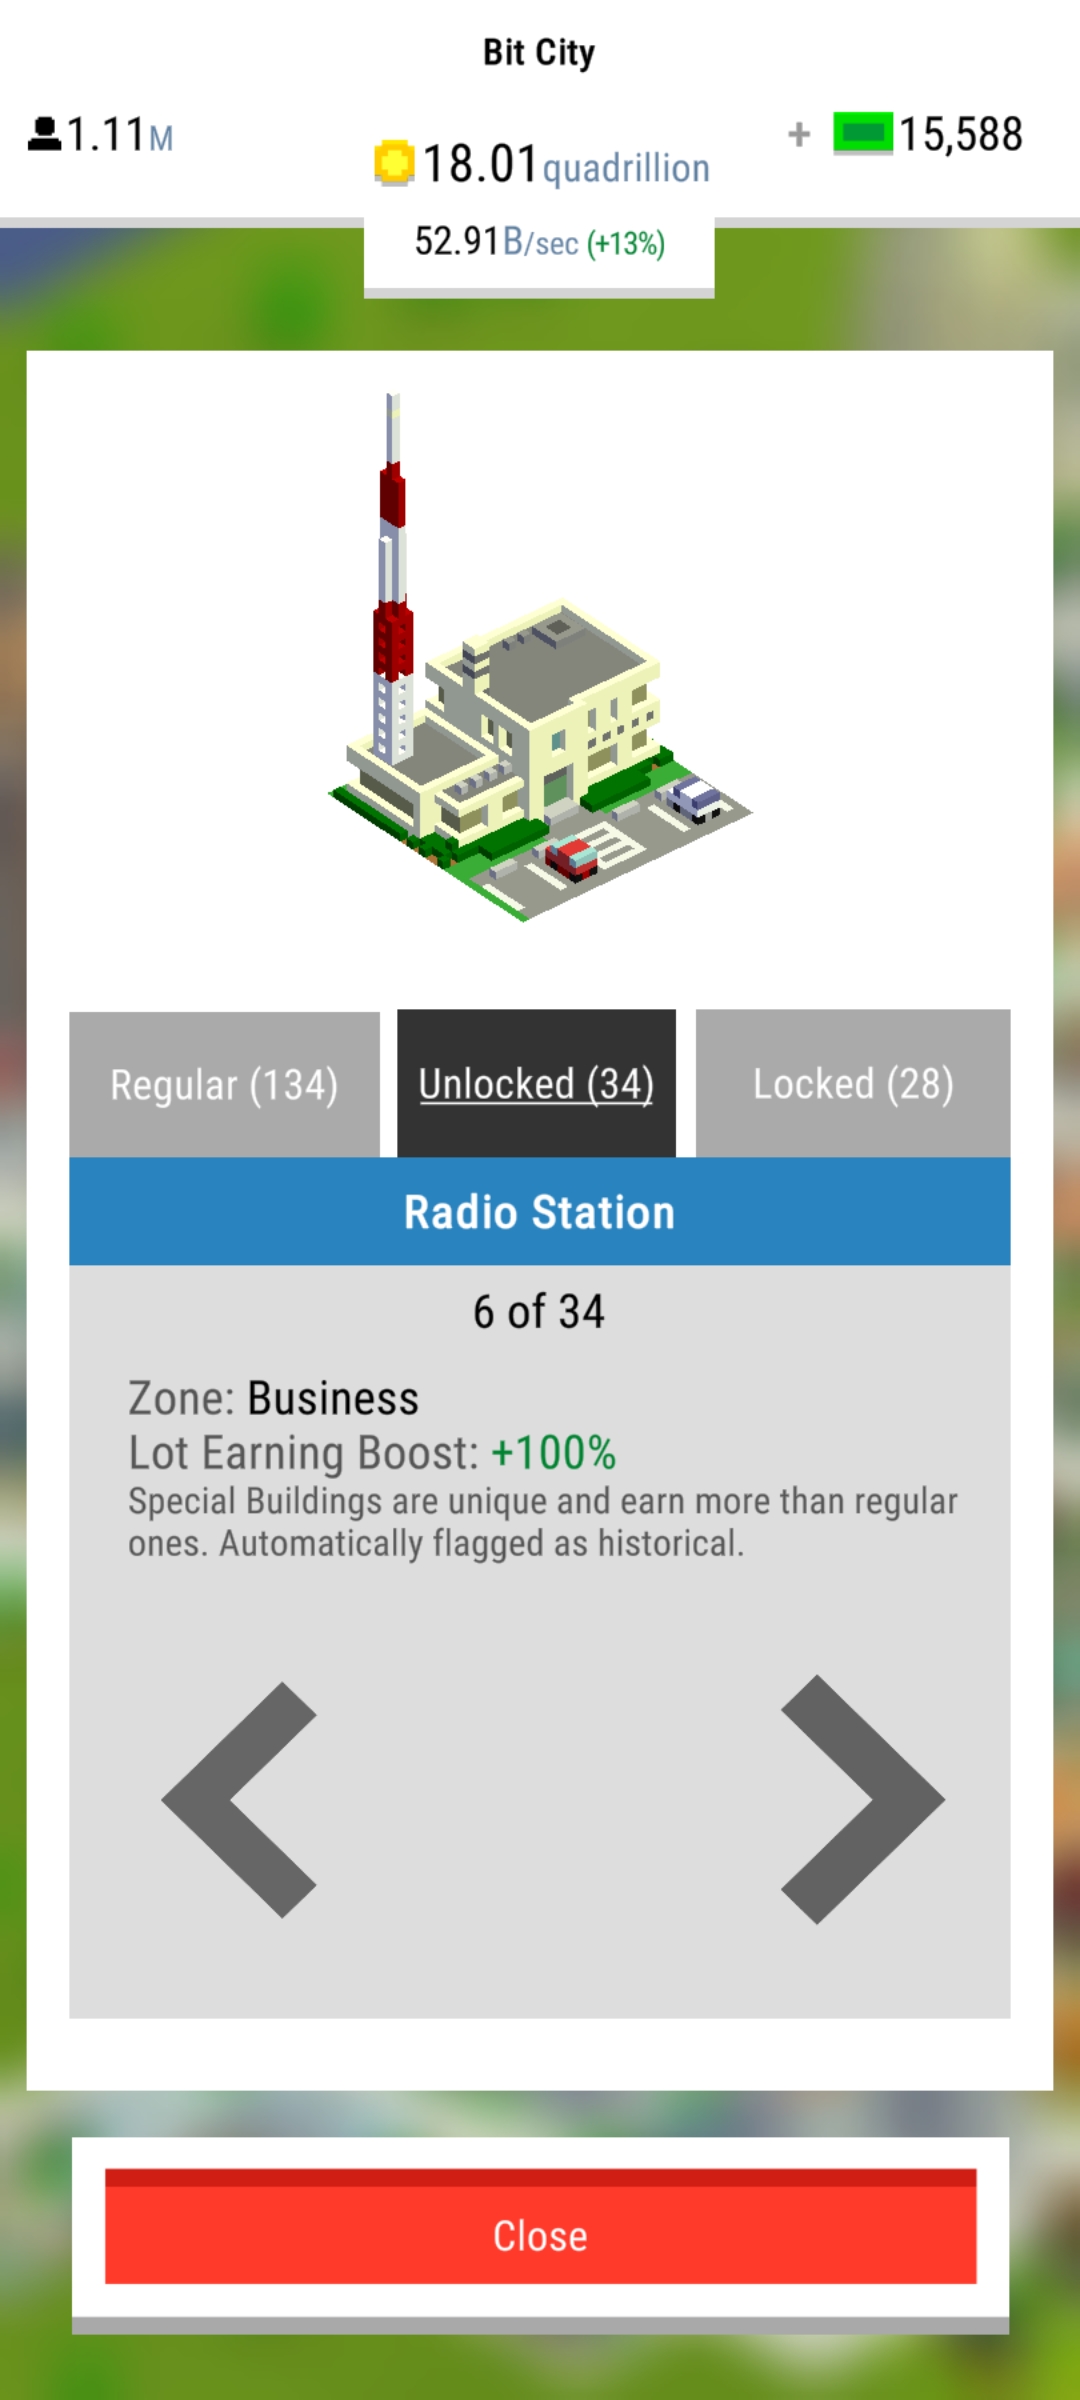 Bit City
1.11M
18.01quadrillion
+ 15,588
52.91B/sec (+13%)
Regular (134)
Unlocked (34)
Locked (28)
Radio Station
6 of 34
Zone: Business
Lot Earning Boost: +100%
Special Buildings are unique and earn more than regular
ones. Automatically flagged as historical.
Close